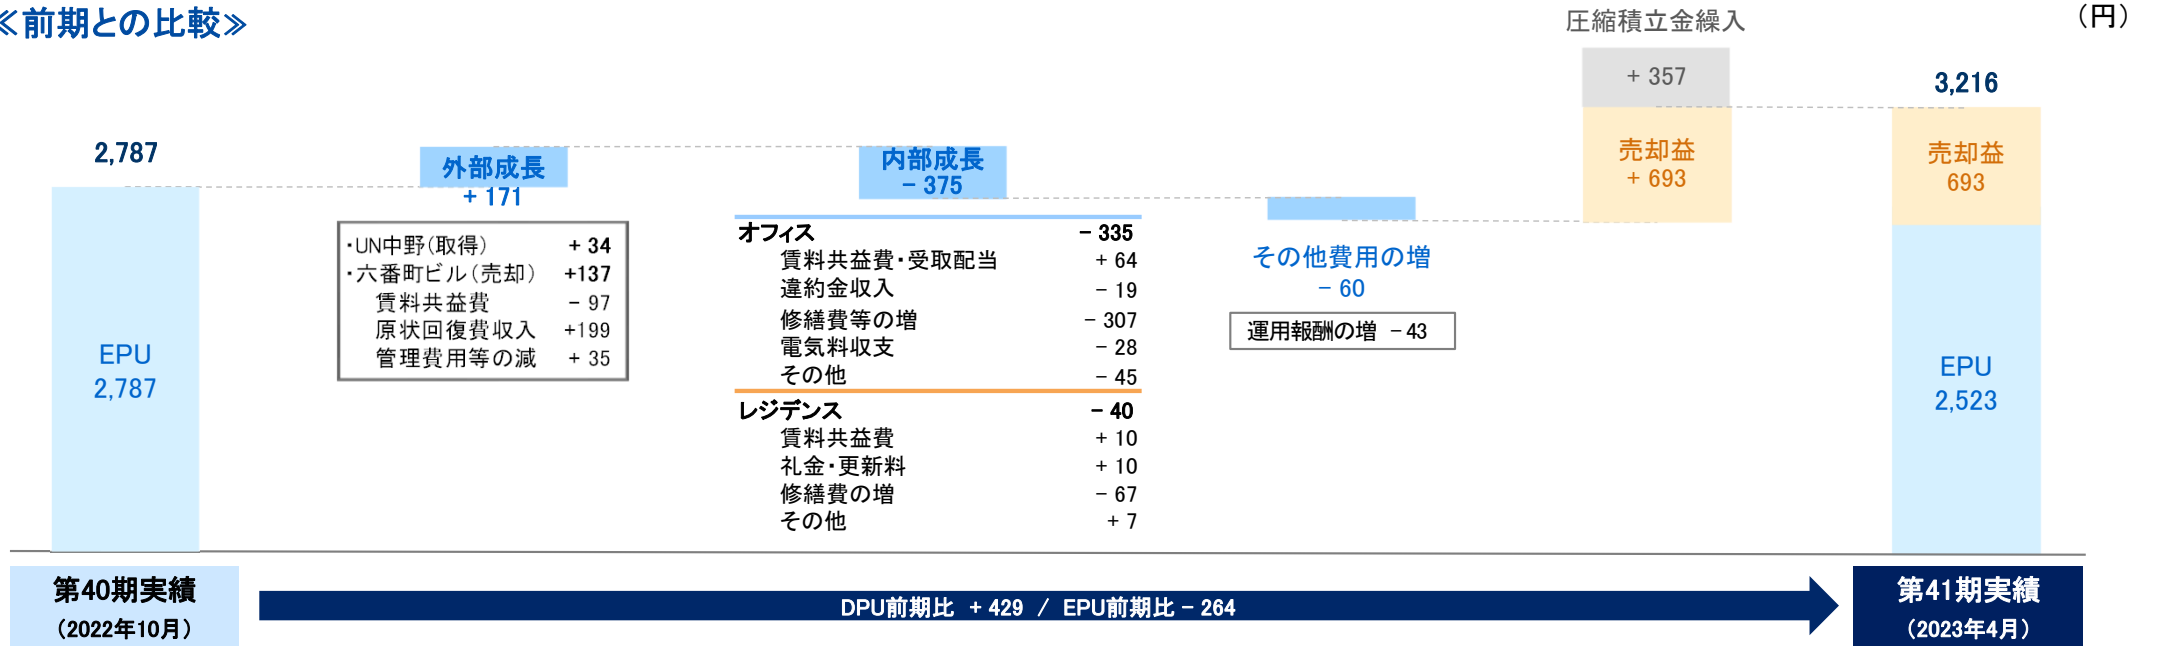 ≪前期との比較≫
（円）
2,787
EPU
2,787
外部成長
+ 171
・UN中野（取得） + 34
・六番町ビル（売却） +137
賃料共益費 − 97
原状回復費収入 +199
管理費用等の減 + 35
内部成長
− 375
オフィス − 335
賃料共益費・受取配当 + 64
違約金収入 − 19
修繕費等の増 − 307
電気料収支 − 28
その他 − 45
レジデンス − 40
賃料共益費 + 10
礼金・更新料 + 10
修繕費の増 − 67
その他 + 7
その他費用の増
− 60
運用報酬の増 − 43
圧縮積立金繰入
+ 357
売却益
+ 693
3,216
売却益
693
EPU
2,523
第40期実績
（2022年10月）
DPU前期比 + 429 / EPU前期比 − 264
第41期実績
（2023年4月）